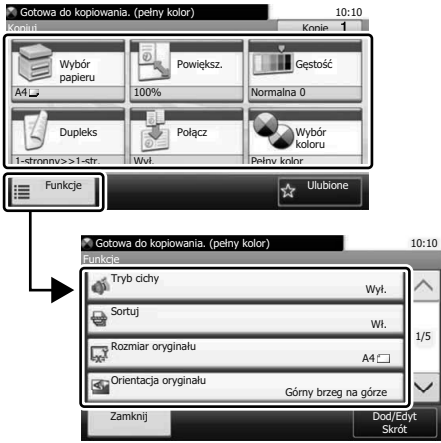 Gotowa do kopiowania. (pełny kolor) 10:10
Kopiuj Kopie 1
Wybór papieru
A4
Powiększ.
100%
Gęstość
Normalna 0
Dupleks
1-stronny>>1-str.
Połącz
Wył.
Wybór koloru
Pełny kolor
Funkcje Ulubione
Gotowa do kopiowania. (pełny kolor) 10:10
Funkcje
Tryb cichy
Wył.
Sortuj
Wł.
1/5
Rozmiar oryginału
A4
Orientacja oryginału
Górny brzeg na górze
Zamknij
Dod/Edyt
Skrót